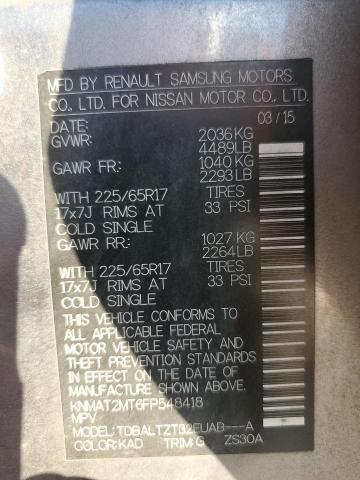 MFD BY RENAULT SAMSUNG MOTORS
CO., LTD. FOR NISSAN MOTOR CO., LTD.
DATE: 03 / 15
GVWR: 2036 KG
4489LB
GAWR FR: 1040 KG
2293LB
WITH 225/65R17 TIRES
17x7J RIMS AT 33 PSI
COLD SINGLE
GAWR RR: 1027 KG
2264LB
WITH 225/65R17 TIRES
17x7J RIMS AT 33 PSI
COLD SINGLE
THIS VEHICLE CONFORMS TO
ALL APPLICABLE FEDERAL
MOTOR VEHICLE SAFETY AND
THEFT PREVENTION STANDARDS
IN EFFECT ON THE DATE OF
MANUFACTURE SHOWN ABOVE.
KNMAT2MT6FP548418
MPV
MODEL: TDBALTZT32EUAB---A
COLOR: KAD TRIM: G ZS30A